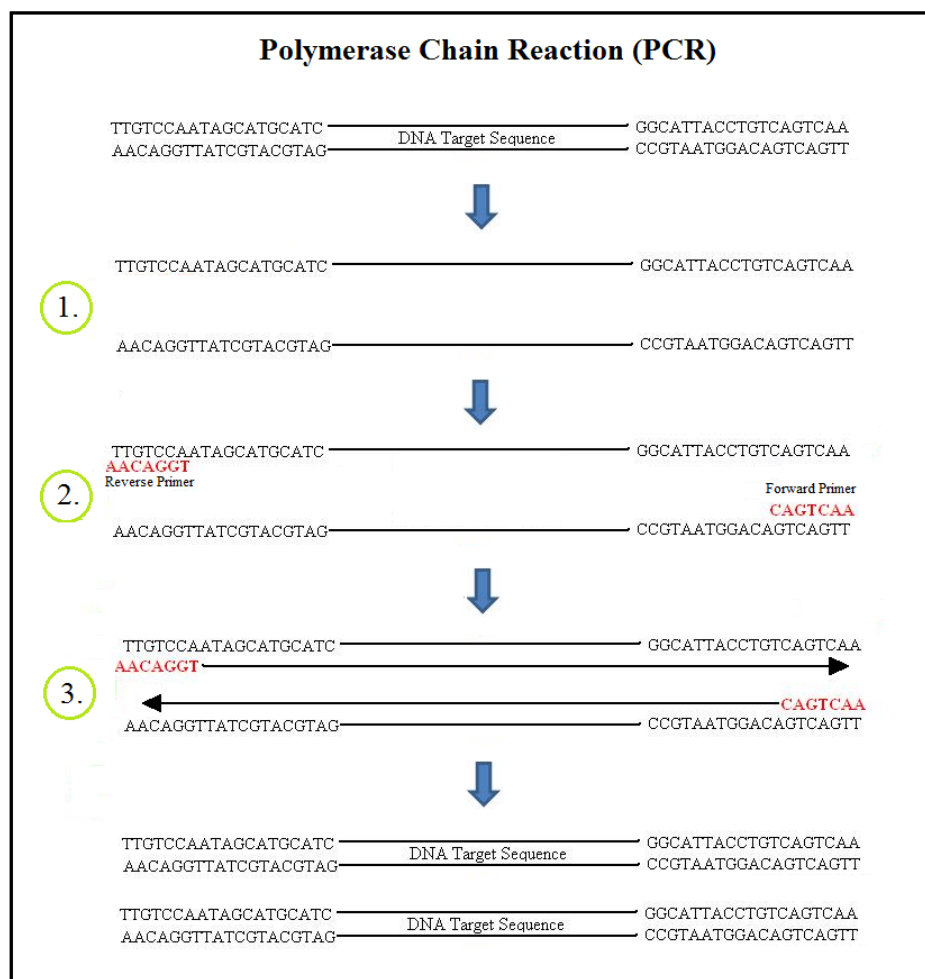 Polymerase Chain Reaction (PCR)
TTGTCCAATAGCATGCATC GGCATTACCTGTCAGTCAA
DNA Target Sequence
AACAGGTTATCGTACGTAG CCGTAATGGACAGTCAGTT
TTGTCCAATAGCATGCATC GGCATTACCTGTCAGTCAA
1.
AACAGGTTATCGTACGTAG CCGTAATGGACAGTCAGTT
TTGTCCAATAGCATGCATC GGCATTACCTGTCAGTCAA
AACAGGT
Reverse Primer
2.
Forward Primer
CAGTCAA
AACAGGTTATCGTACGTAG CCGTAATGGACAGTCAGTT
TTGTCCAATAGCATGCATC GGCATTACCTGTCAGTCAA
AACAGGT
3.
CAGTCAA
AACAGGTTATCGTACGTAG CCGTAATGGACAGTCAGTT
TTGTCCAATAGCATGCATC GGCATTACCTGTCAGTCAA
DNA Target Sequence
AACAGGTTATCGTACGTAG CCGTAATGGACAGTCAGTT
TTGTCCAATAGCATGCATC GGCATTACCTGTCAGTCAA
DNA Target Sequence
AACAGGTTATCGTACGTAG CCGTAATGGACAGTCAGTT